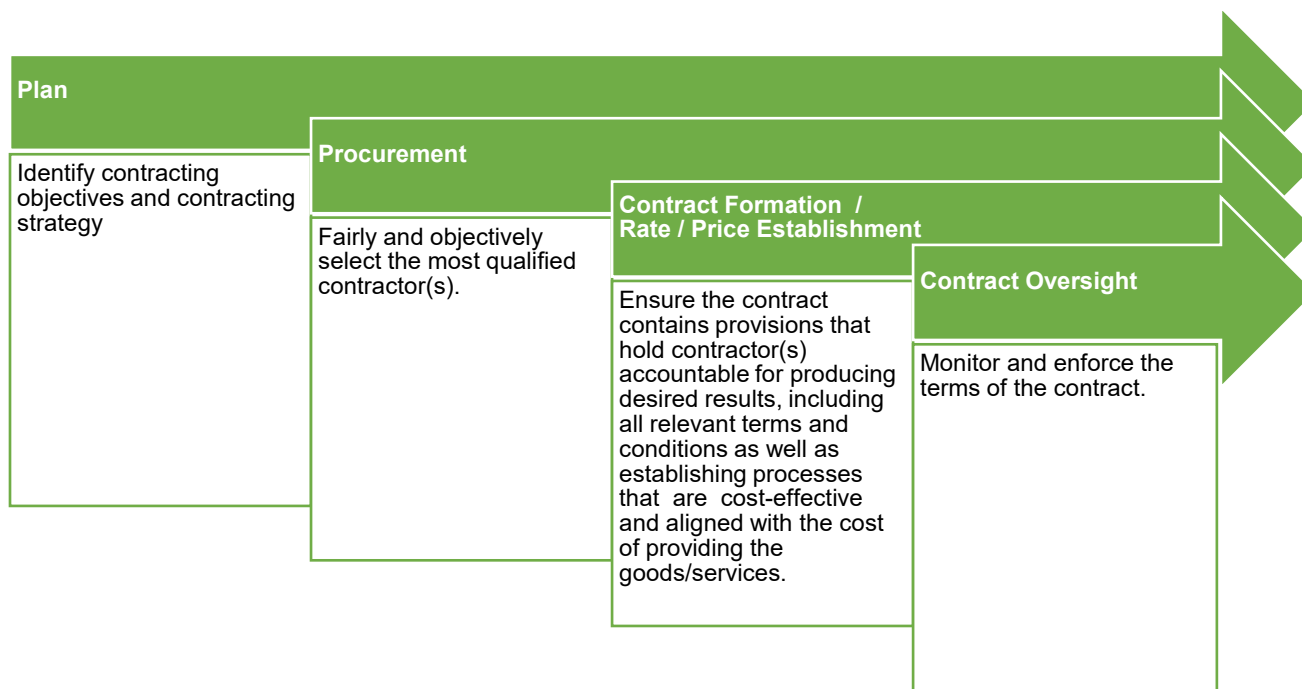 Plan
Identify contracting
objectives and contracting
strategy
Procurement
Fairly and objectively
select the most qualified
contractor(s).
Contract Formation  /
Rate / Price Establishment
Ensure the contract
contains provisions that
hold contractor(s)
accountable for producing
desired results, including
all relevant terms and
conditions as well as
establishing processes
that  are  cost-effective
and aligned with the cost
of providing the
goods/services.
Contract Oversight
Monitor and enforce the
terms of the contract.